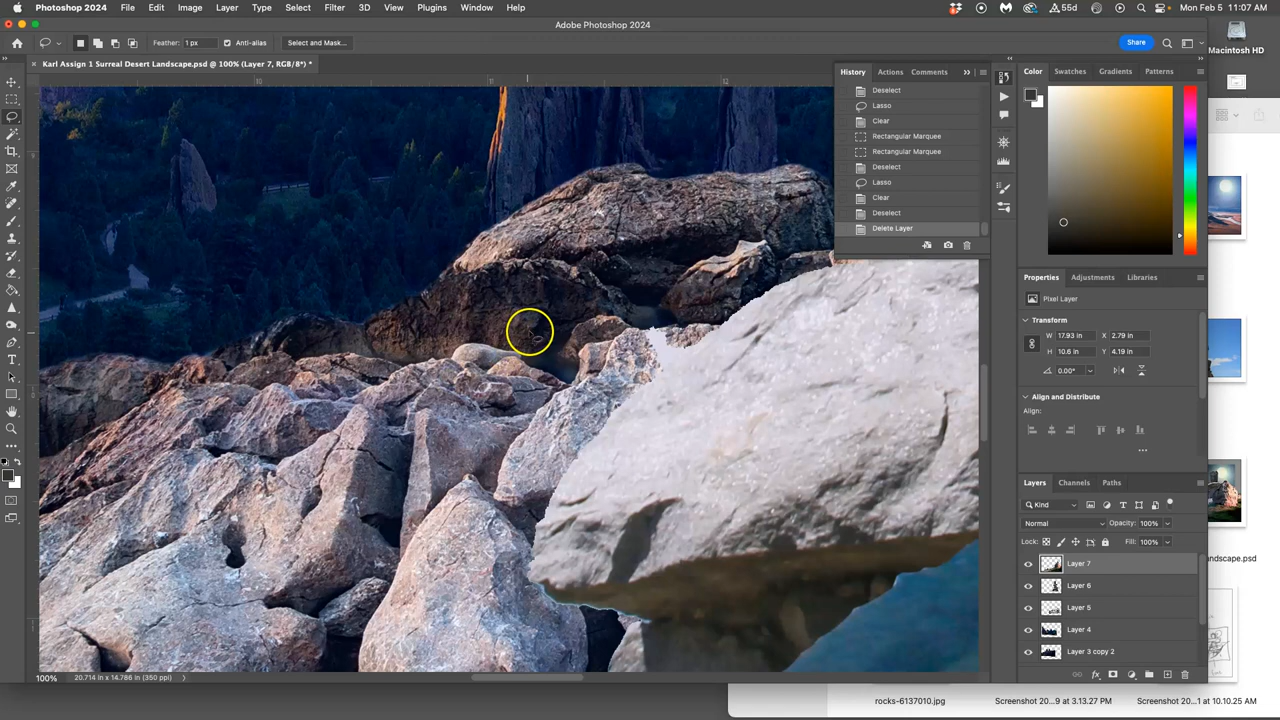 Photoshop 2024 File Edit Image Layer Type Select Filter 3D View Plugins Window Help 55d Mon Feb 5 11:07 AM
Adobe Photoshop 2024
Feather: 1 px Anti-alias Select and Mask... Share
Macintosh HD
Karl Assign 1 Surreal Desert Landscape.psd @ 100% (Layer 7, RGB/8*) *
10 11 12
History Actions Comments
Color Swatches Gradients Patterns
Deselect
Lasso
Clear
Rectangular Marquee
Rectangular Marquee
Deselect
Lasso
Clear
Deselect
Delete Layer
Properties Adjustments Libraries
Pixel Layer
Transform
W: 17.93 in X: 2.79 in
H: 10.6 in Y: 4.19 in
0.00°
Align and Distribute
Align:
Layers Channels Paths
Kind
Normal Opacity: 100%
Lock: Fill: 100%
Layer 7
Layer 6
Layer 5
Layer 4
Layer 3 copy 2
andscape.psd
100% 20.714 in x 14.786 in (350 ppi)
rocks-6137010.jpg Screenshot 20...9 at 3.13.27 PM Screenshot 20...1 at 10.10.25 AM